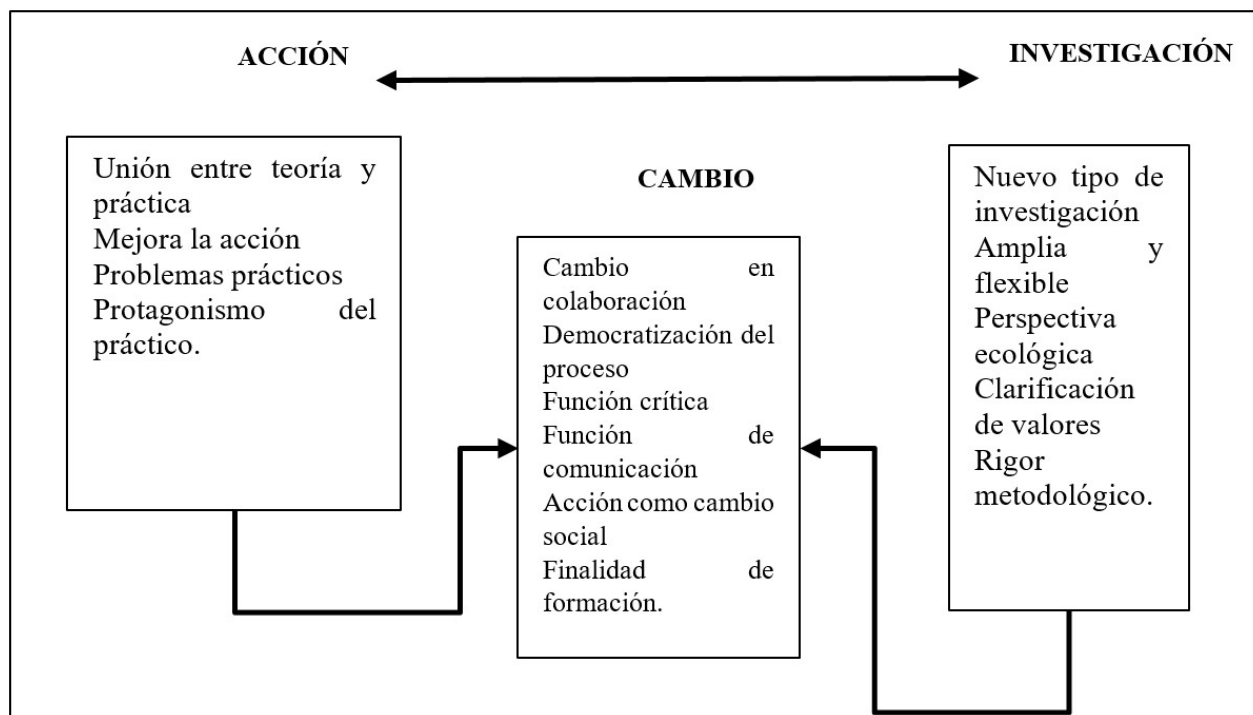 ACCIÓN
INVESTIGACIÓN
Unión entre teoría y
práctica
Mejora la acción
Problemas prácticos
Protagonismo del
práctico.
CAMBIO
Cambio en
colaboración
Democratización del
proceso
Función crítica
Función de
comunicación
Acción como cambio
social
Finalidad de
formación.
Nuevo tipo de
investigación
Amplia y
flexible
Perspectiva
ecológica
Clarificación
de valores
Rigor
metodológico.